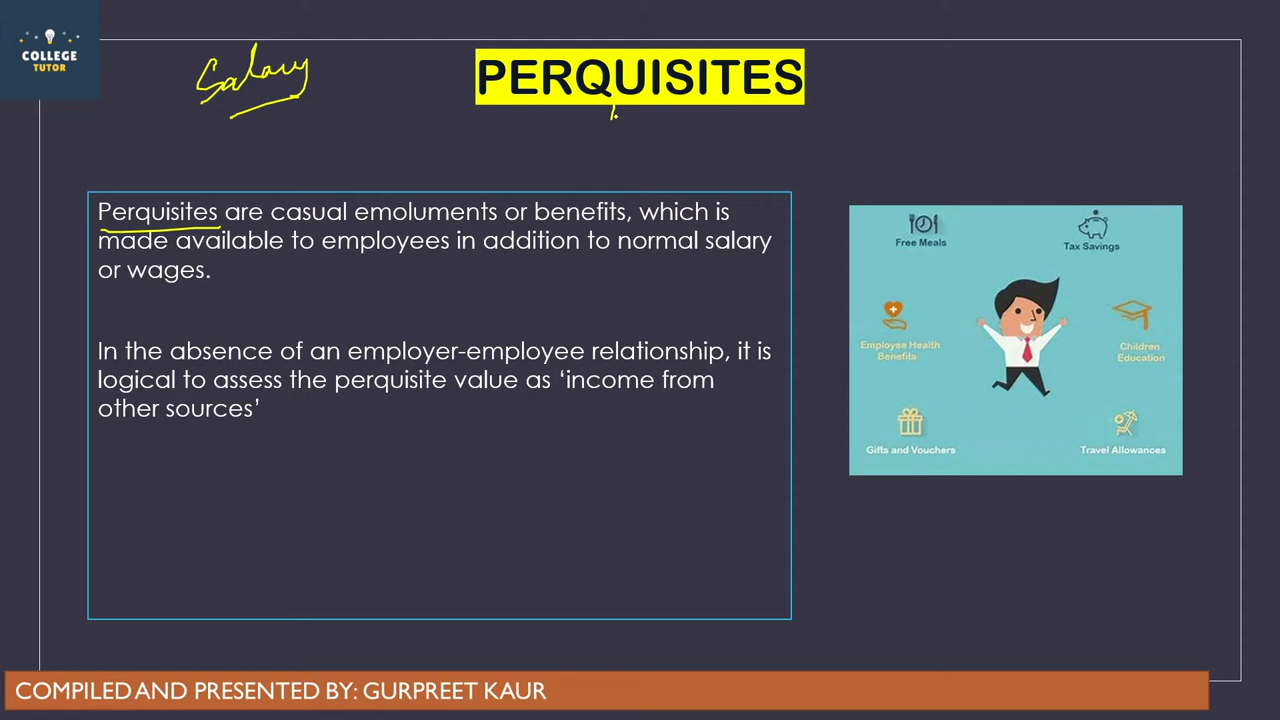 COLLEGE
TUTOR
Salary
PERQUISITES
Perquisites are casual emoluments or benefits, which is
made available to employees in addition to normal salary
or wages.
In the absence of an employer-employee relationship, it is
logical to assess the perquisite value as ‘income from
other sources’
Free Meals
Tax Savings
Employee Health
Benefits
Children
Education
Gifts and Vouchers
Travel Allowances
COMPILED AND PRESENTED BY: GURPREET KAUR